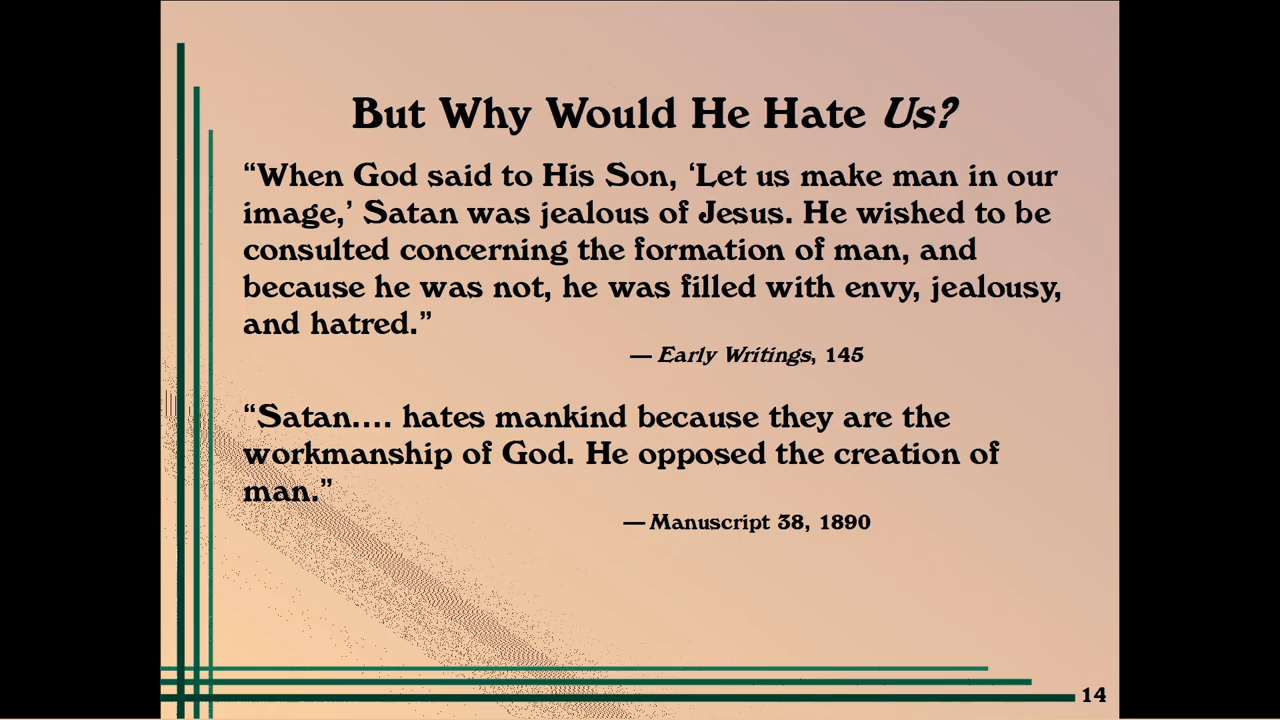 But Why Would He Hate Us?
“When God said to His Son, ‘Let us make man in our
image,’ Satan was jealous of Jesus. He wished to be
consulted concerning the formation of man, and
because he was not, he was filled with envy, jealousy,
and hatred.”
— Early Writings, 145
“Satan.... hates mankind because they are the
workmanship of God. He opposed the creation of
man.”
— Manuscript 38, 1890
14